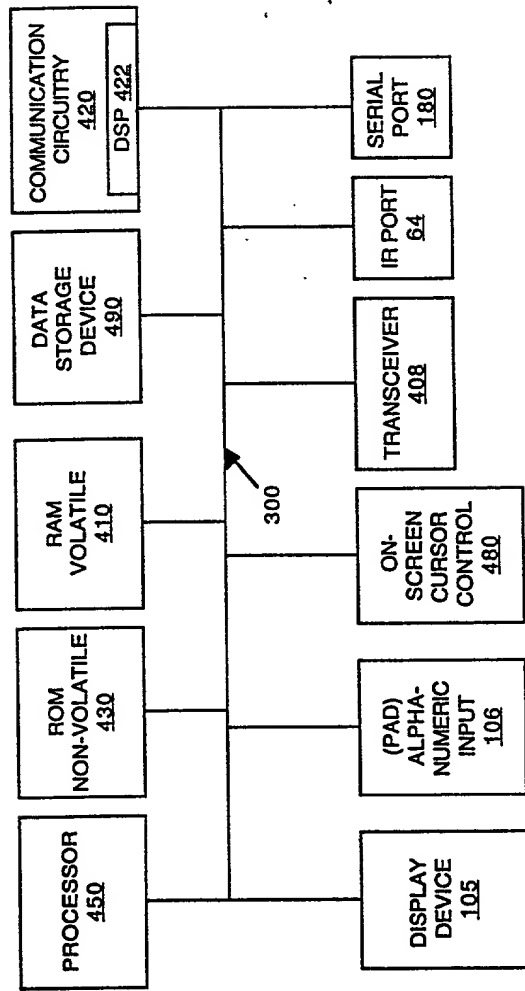 PROCESSOR
450
ROM
NON-VOLATILE
430
RAM
VOLATILE
410
DATA
STORAGE
DEVICE
490
COMMUNICATION
CIRCUITRY
420
DSP 422
300
DISPLAY
DEVICE
105
(PAD)
ALPHA-
NUMERIC
INPUT
106
ON-
SCREEN
CURSOR
CONTROL
480
TRANSCEIVER
408
IR PORT
64
SERIAL
PORT
180